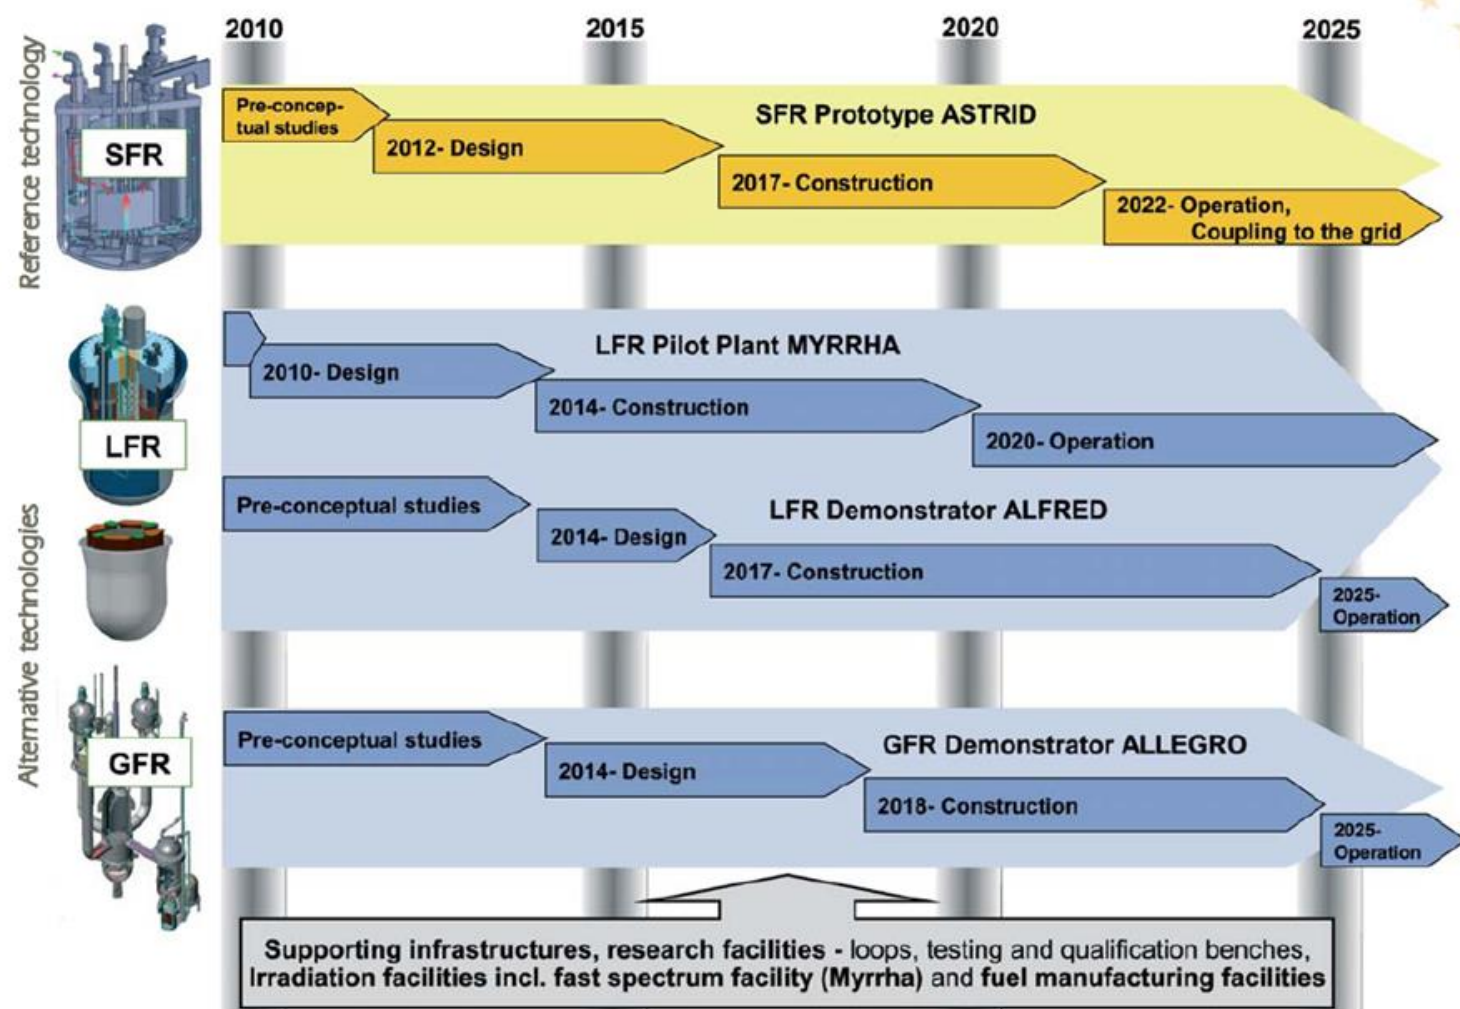 2010
2015
2020
2025
Reference technology
SFR
SFR Prototype ASTRID
Pre-concep-
tual studies
2012- Design
2017- Construction
2022- Operation,
Coupling to the grid
Alternative technologies
LFR
LFR Pilot Plant MYRRHA
2010- Design
2014- Construction
2020- Operation
LFR Demonstrator ALFRED
Pre-conceptual studies
2014- Design
2017- Construction
2025-
Operation
GFR
GFR Demonstrator ALLEGRO
Pre-conceptual studies
2014- Design
2018- Construction
2025-
Operation
Supporting infrastructures, research facilities - loops, testing and qualification benches,
Irradiation facilities incl. fast spectrum facility (Myrrha) and fuel manufacturing facilities